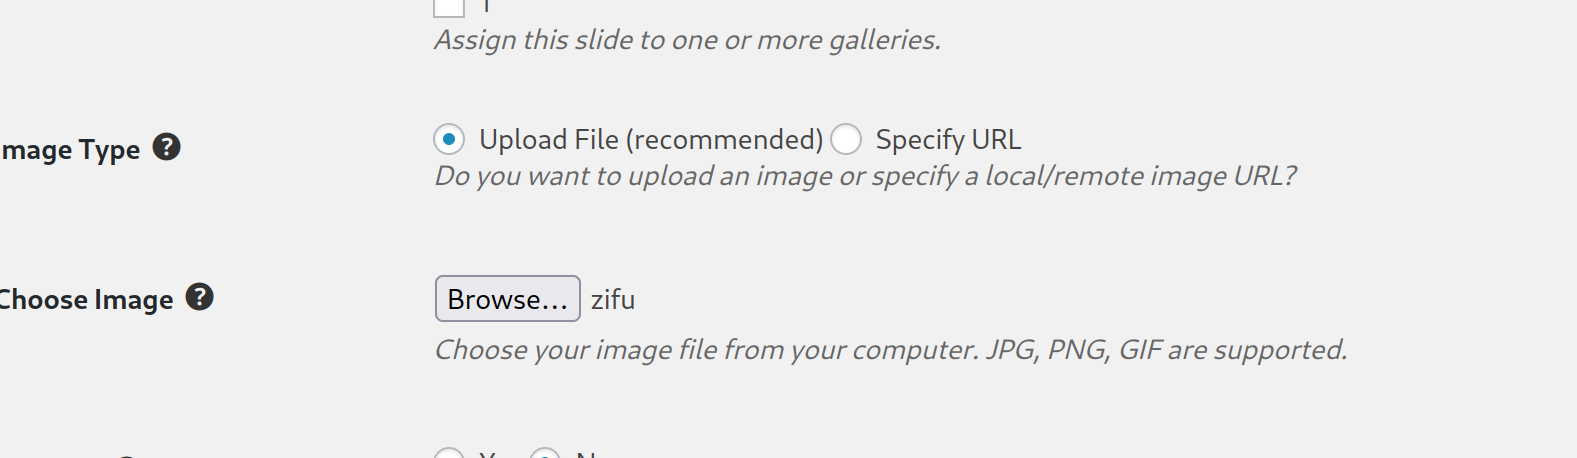 Assign this slide to one or more galleries.
mage Type ? Upload File (recommended) Specify URL
Do you want to upload an image or specify a local/remote image URL?
Choose Image ? Browse... zifu
Choose your image file from your computer. JPG, PNG, GIF are supported.